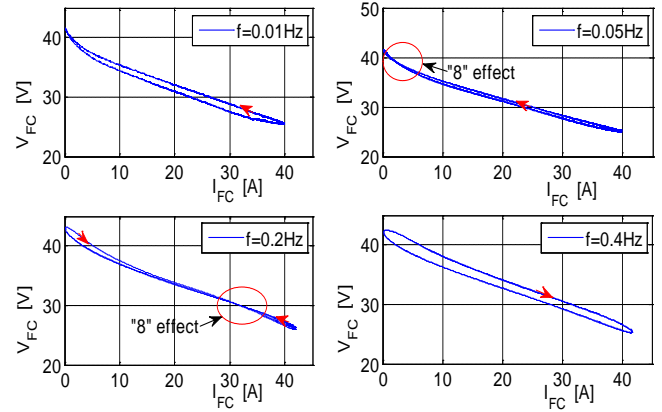 f=0.01Hz
V_FC [V]
40
30
20
0 10 20 30 40
I_FC [A]
f=0.05Hz
"8" effect
V_FC [V]
50
40
30
20
0 10 20 30 40
I_FC [A]
f=0.2Hz
"8" effect
V_FC [V]
40
30
20
0 10 20 30 40
I_FC [A]
f=0.4Hz
V_FC [V]
40
30
20
0 10 20 30 40
I_FC [A]